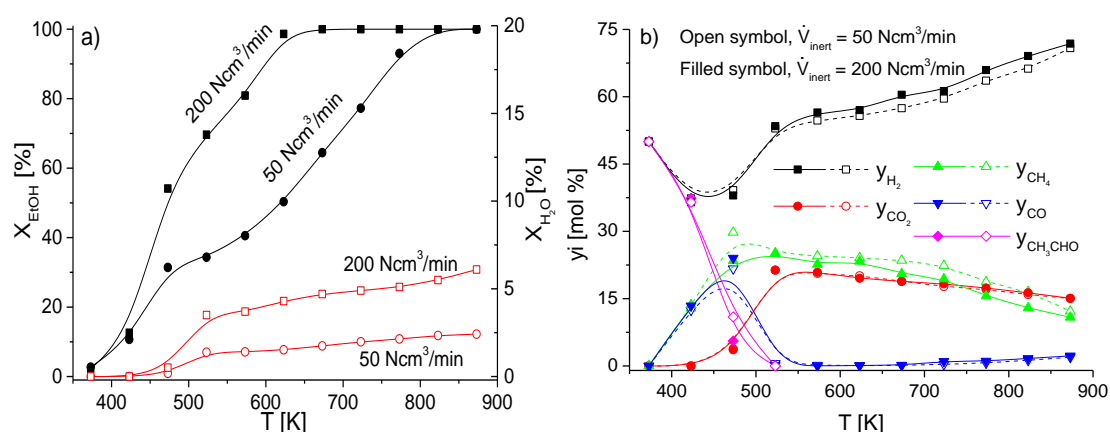 a)
X_EtOH [%]
100
80
60
40
20
0
200 Ncm³/min
50 Ncm³/min
200 Ncm³/min
50 Ncm³/min
20
15
10
5
0
X_H₂O [%]
400 500 600 700 800 900
T [K]
b)
Open symbol, V̇_inert = 50 Ncm³/min
Filled symbol, V̇_inert = 200 Ncm³/min
yi [mol %]
75
60
45
30
15
0
y_H₂ y_CH₄
y_CO₂ y_CO
y_CH₃CHO
400 500 600 700 800 900
T [K]